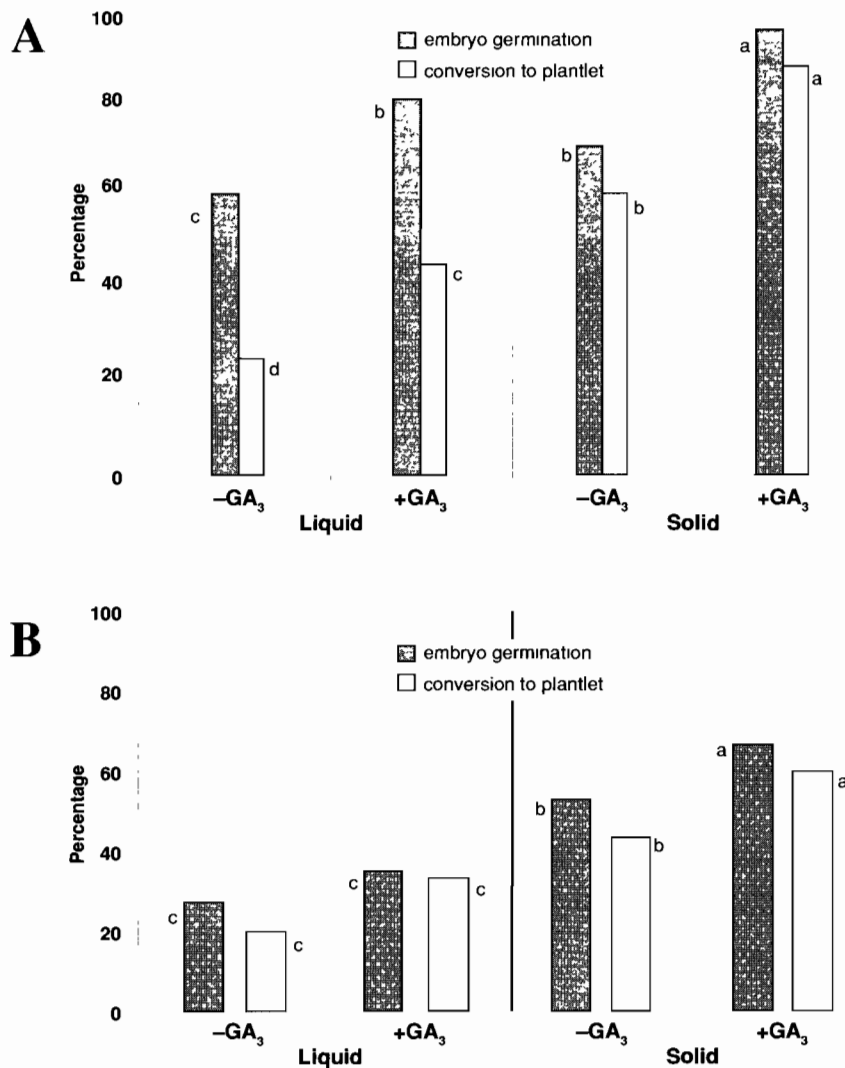 A
100
embryo germination
conversion to plantlet
a
a
80
b
b
60
c
b
Percentage
40
c
20
d
0
−GA3 +GA3 −GA3 +GA3
Liquid Solid
B
100
embryo germination
conversion to plantlet
80
a
a
60
b
Percentage
40
b
c
c
20
c
c
0
−GA3 +GA3 −GA3 +GA3
Liquid Solid